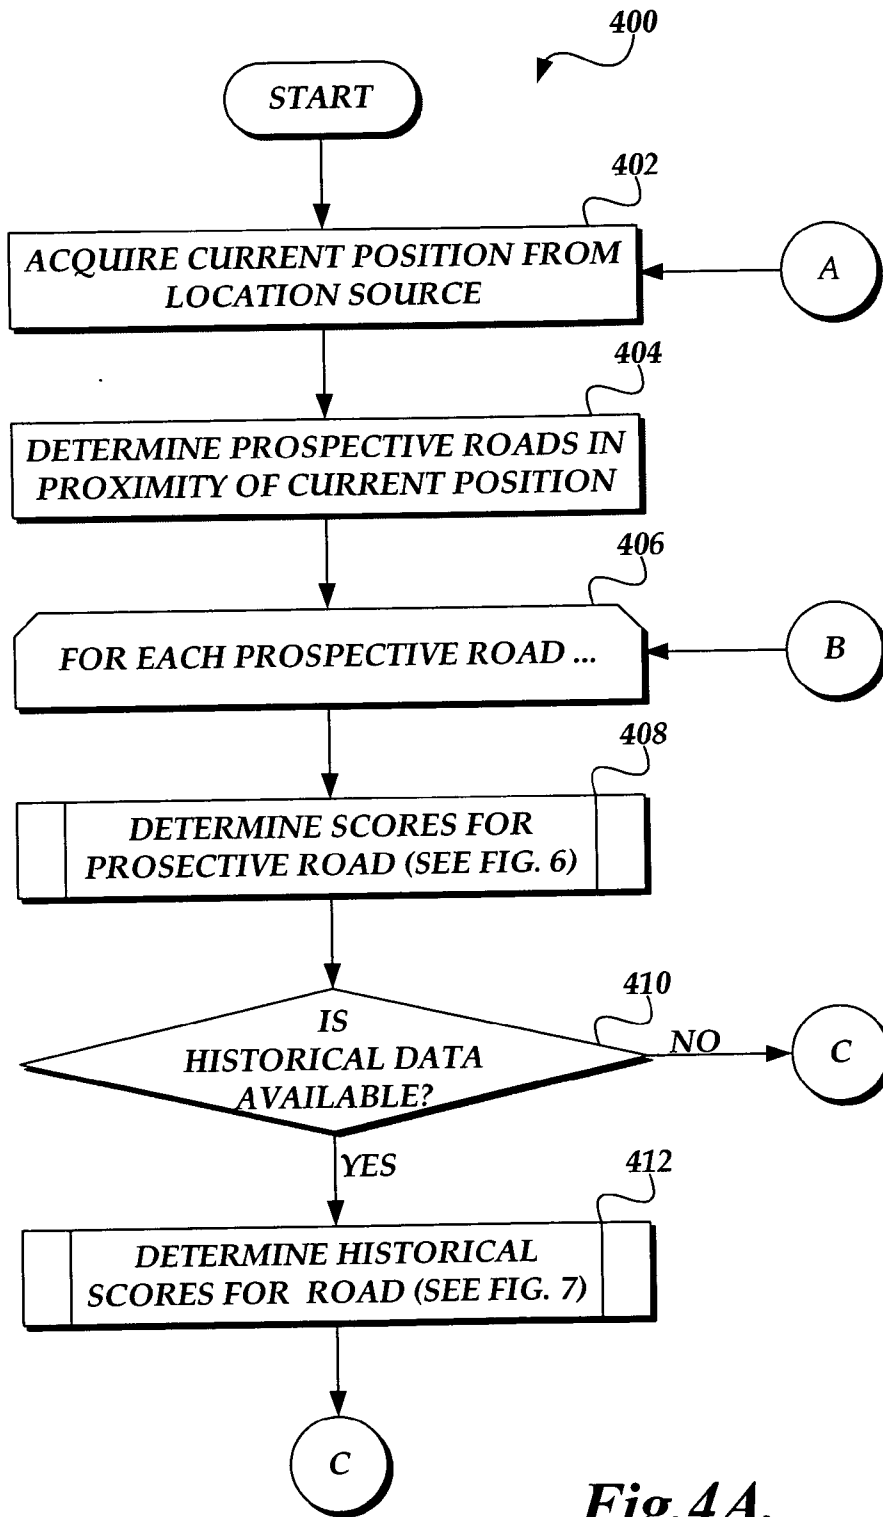 400
START
402
ACQUIRE CURRENT POSITION FROM
LOCATION SOURCE
A
404
DETERMINE PROSPECTIVE ROADS IN
PROXIMITY OF CURRENT POSITION
406
FOR EACH PROSPECTIVE ROAD ...
B
408
DETERMINE SCORES FOR
PROSECTIVE ROAD (SEE FIG. 6)
410
IS
HISTORICAL DATA
AVAILABLE?
NO
C
YES
412
DETERMINE HISTORICAL
SCORES FOR ROAD (SEE FIG. 7)
C
Fig. 4A.